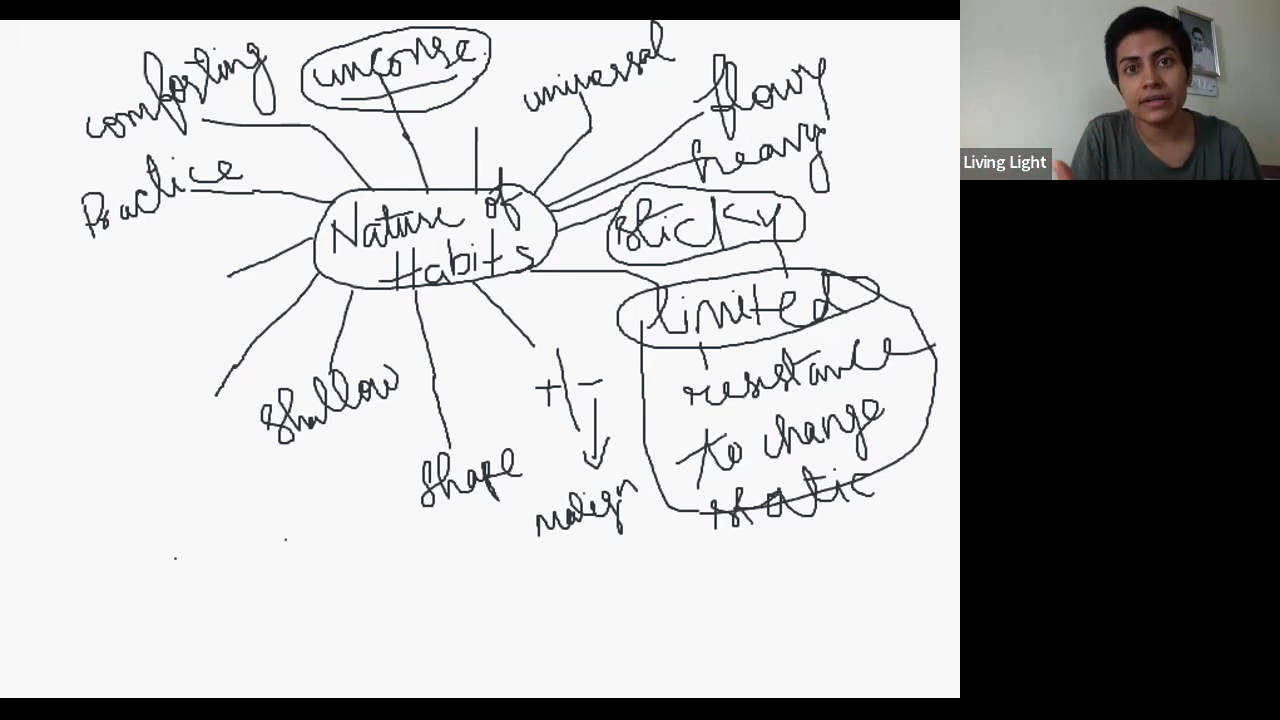 comforting
unconsc.
universal
flowy
heavy
Practice
Nature of
Habits
sticky
limited
resistance
to change
static
shallow
shape
+/-
malign
Living Light